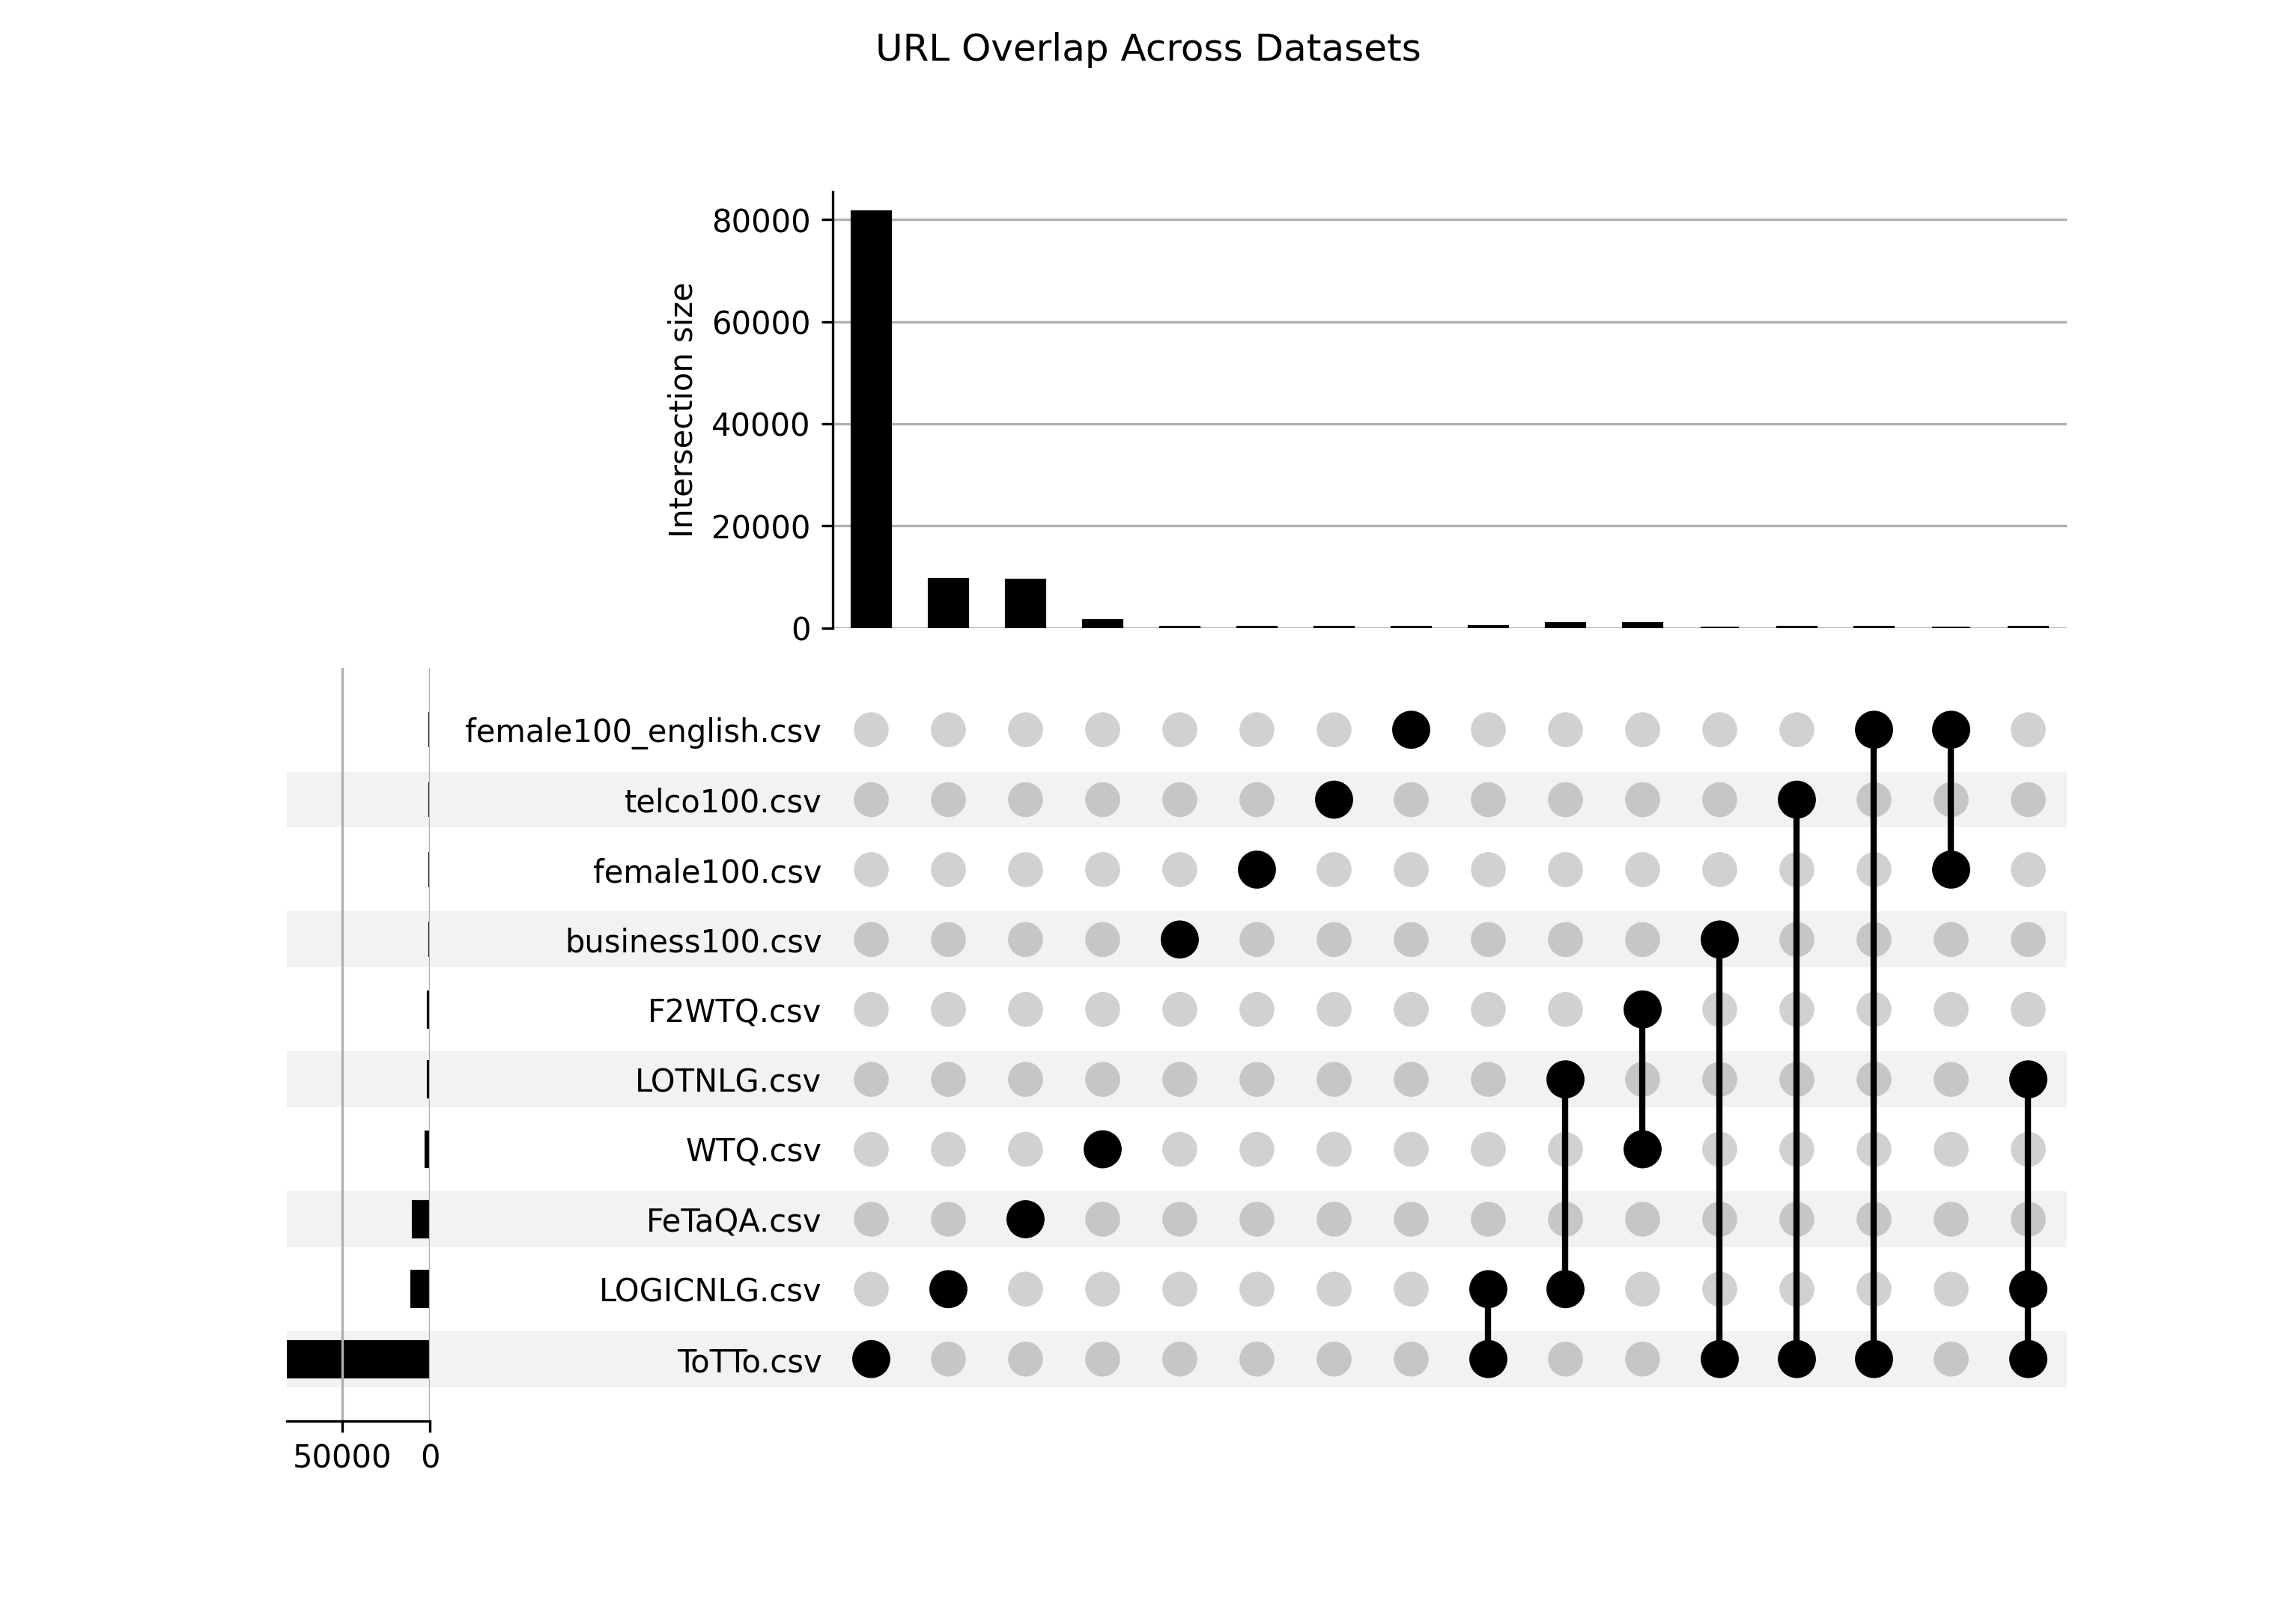 URL Overlap Across Datasets
80000
60000
40000
20000
0
Intersection size
female100_english.csv
telco100.csv
female100.csv
business100.csv
F2WTQ.csv
LOTNLG.csv
WTQ.csv
FeTaQA.csv
LOGICNLG.csv
ToTTo.csv
50000 0